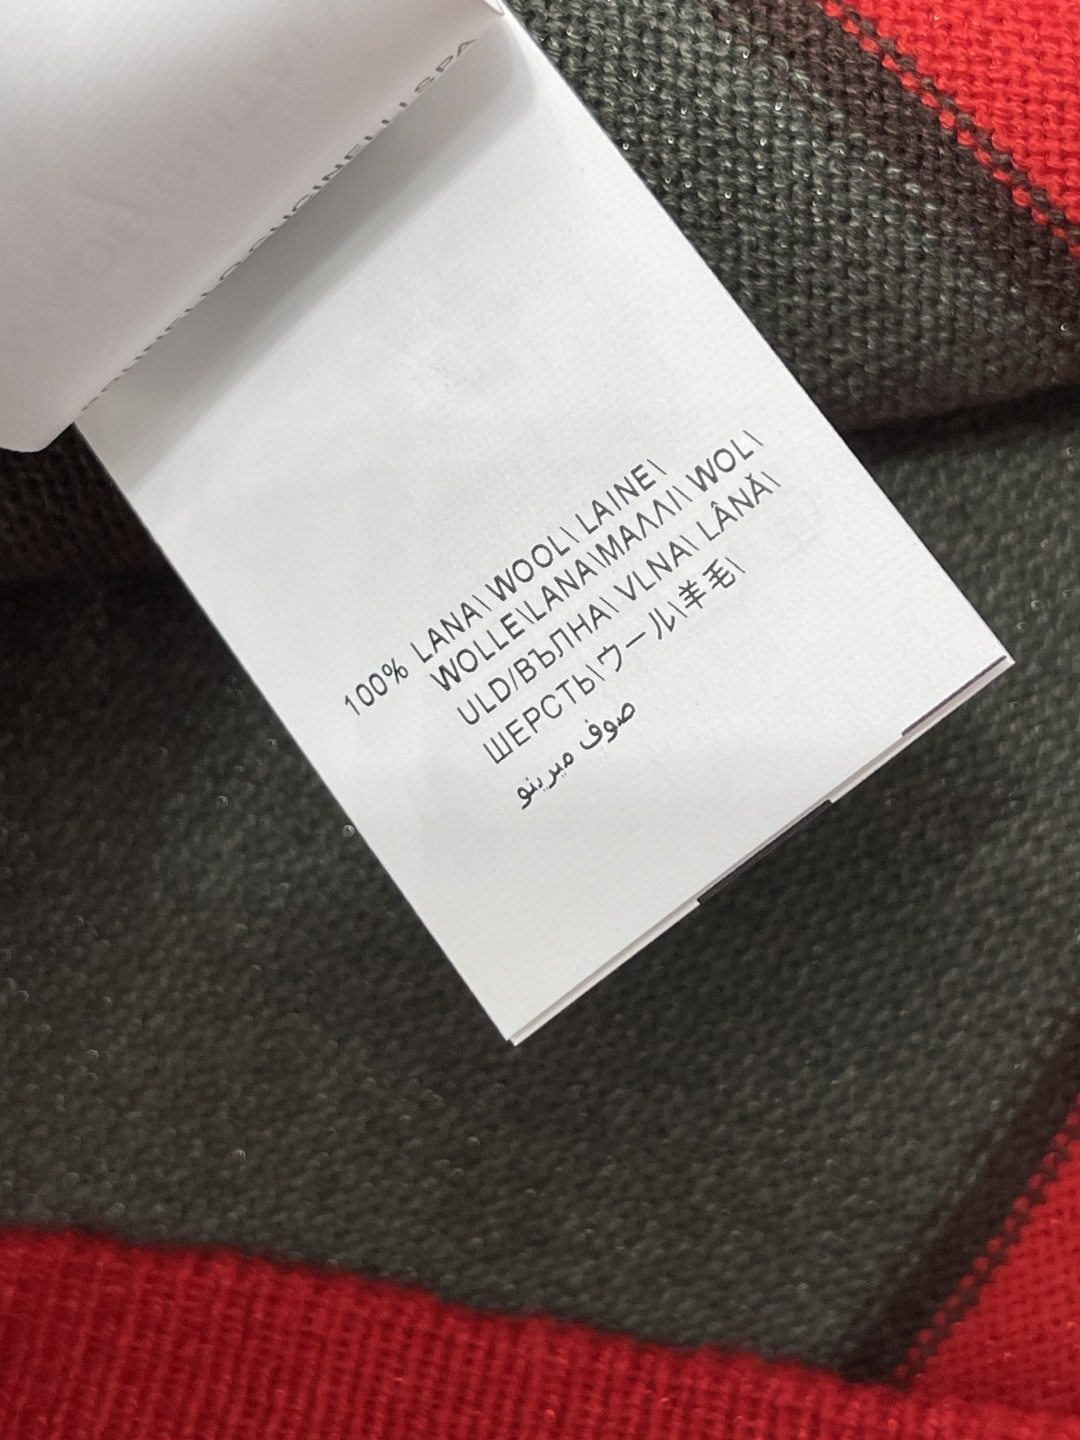 100% LANA\ WOOL\ LAINE\
WOLLE\LANA\ΜΑΛΛΙ\ WOL\
ULD/ВЪЛНА\ VLNA\ LÂNĂ\
ШЕРСТЬ\ウール\羊毛\
صوف ميرينو